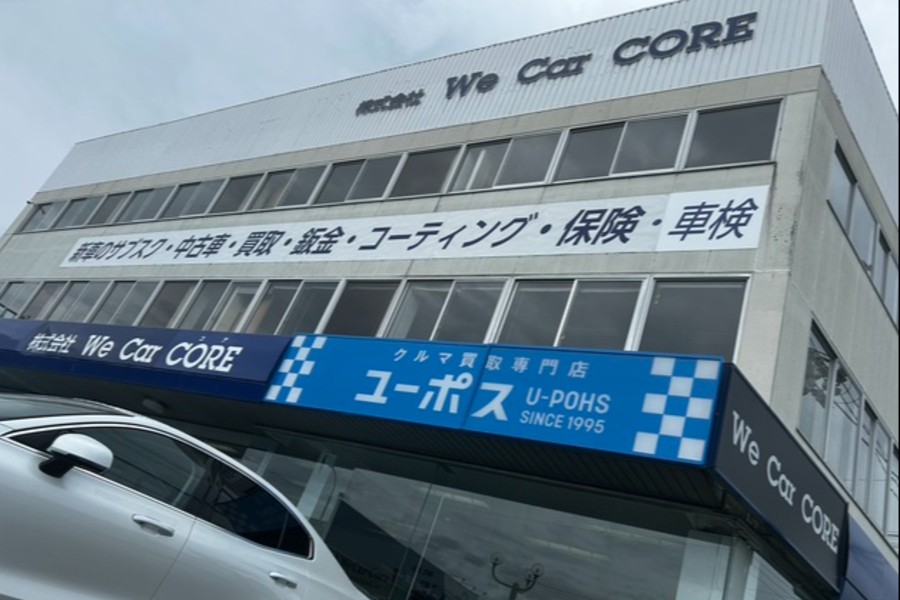 株式会社 We Car CORE
新車のサブスク・中古車・買取・鈑金・コーティング・保険・車検
株式会社 We Car CORE
クルマ買取専門店
ユーポス U-POHS
SINCE 1995
We Car CORE